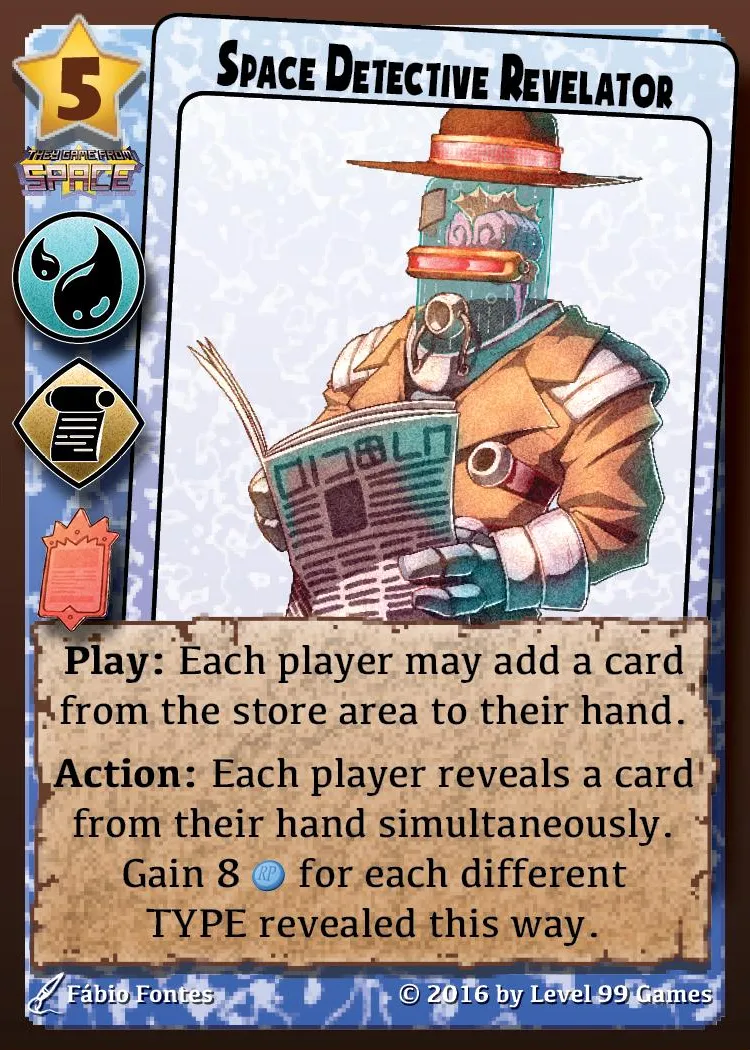 5
Space Detective Revelator
THEY CAME FROM
SPACE
Play: Each player may add a card
from the store area to their hand.
Action: Each player reveals a card
from their hand simultaneously.
Gain 8 RP for each different
TYPE revealed this way.
Fábio Fontes
© 2016 by Level 99 Games